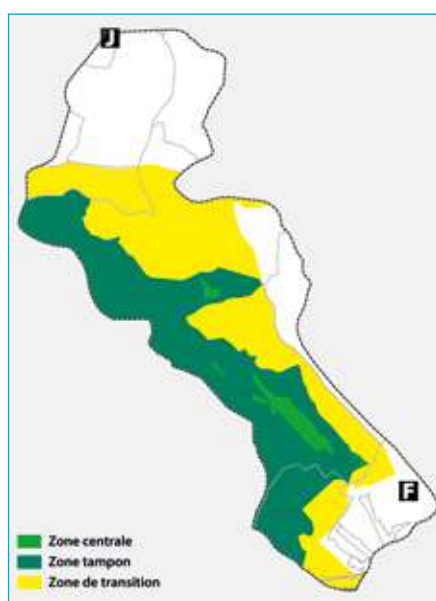 J
F
Zone centrale
Zone tampon
Zone de transition